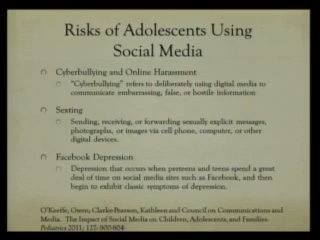 Risks of Adolescents Using
Social Media
Cyberbullying and Online Harassment
"Cyberbullying" refers to deliberately using digital media to
communicate embarrassing, false, or hostile information
Sexting
Sending, receiving, or forwarding sexually explicit messages,
photographs, or images via cell phone, computer, or other
digital devices.
Facebook Depression
Depression that occurs when preteens and teens spend a great
deal of time on social media sites such as Facebook, and then
begin to exhibit classic symptoms of depression.
O'Keeffe, Gwen; Clarke-Pearson, Kathleen and Council on Communications and
Media. The Impact of Social Media on Children, Adolescents, and Families.
Pediatrics 2011; 127; 800-804